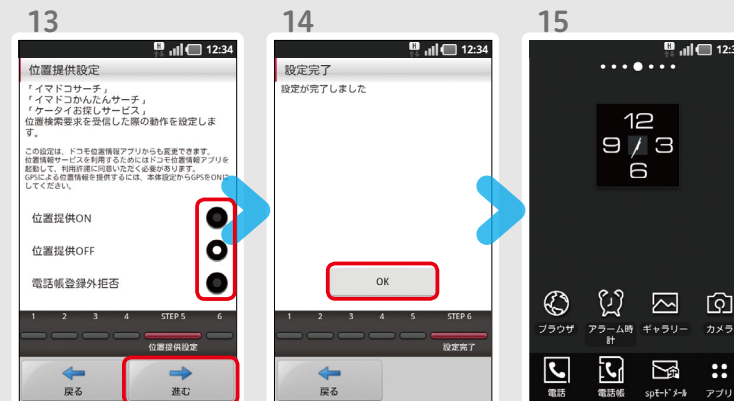 13
14
15
H
12:34
位置提供設定
「イマドコサーチ」
「イマドコかんたんサーチ」
「ケータイお探しサービス」
位置検索要求を受信した際の動作を設定しま
す。
この設定は、ドコモ位置情報アプリからも変更できます。
位置情報サービスを利用するためにはドコモ位置情報アプリを
起動して、利用許諾に同意いただく必要があります。
GPSによる位置情報を提供するには、本体設定からGPSをONに
してください。
位置提供ON
位置提供OFF
電話帳登録外拒否
1 2 3 4 STEP 5 6
位置提供設定
戻る
進む
H
12:34
設定完了
設定が完了しました
OK
1 2 3 4 5 STEP 6
設定完了
戻る
H
12:3
12
9 3
6
ブラウザ
アラーム時
計
ギャラリー
カメラ
電話
電話帳
spモードメール
アプリ